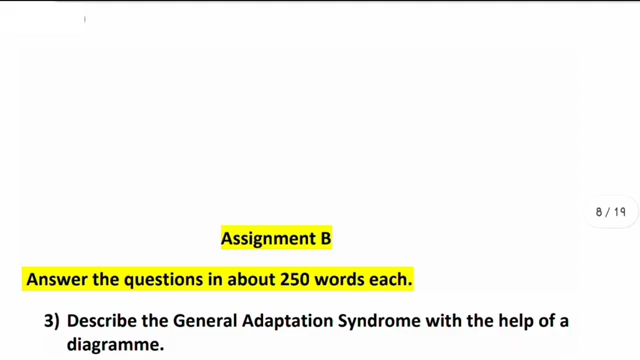 8 / 19
Assignment B
Answer the questions in about 250 words each.
3) Describe the General Adaptation Syndrome with the help of a
diagramme.